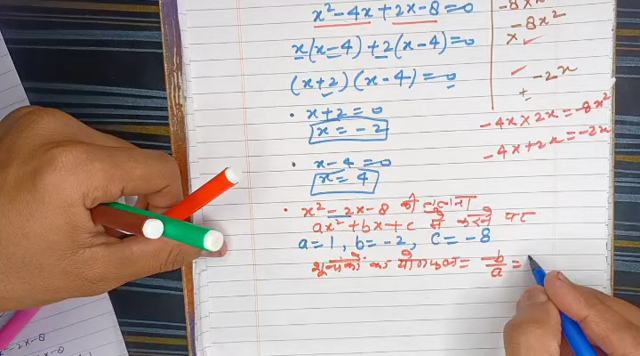 x² - 4x + 2x - 8 = 0
x(x - 4) + 2(x - 4) = 0
(x + 2) (x - 4) = 0
• x + 2 = 0
x = - 2
• x - 4 = 0
x = 4
• x² - 2x - 8 की तुलना
ax² + bx + c से करने पर
a = 1, b = - 2, c = - 8
शून्यकों का योगफल = -b/a =
-8x²
× 
-2x
±
-4x × 2x = -8x²
-4x + 2x = -2x